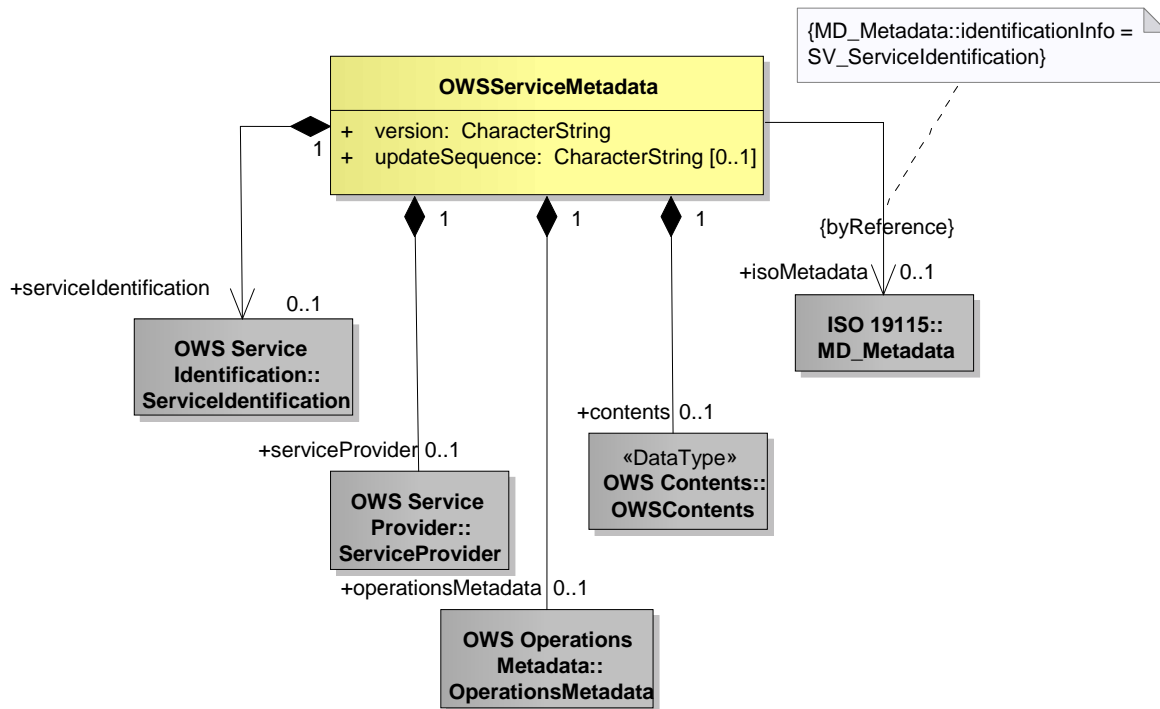 {MD_Metadata::identificationInfo =
SV_ServiceIdentification}
OWSServiceMetadata
+ version: CharacterString
+ updateSequence: CharacterString [0..1]
1
1
1
1
{byReference}
+isoMetadata 0..1
+serviceIdentification
0..1
ISO 19115::
MD_Metadata
OWS Service
Identification::
ServiceIdentification
+contents 0..1
«DataType»
OWS Contents::
OWSContents
+serviceProvider 0..1
OWS Service
Provider::
ServiceProvider
+operationsMetadata 0..1
OWS Operations
Metadata::
OperationsMetadata